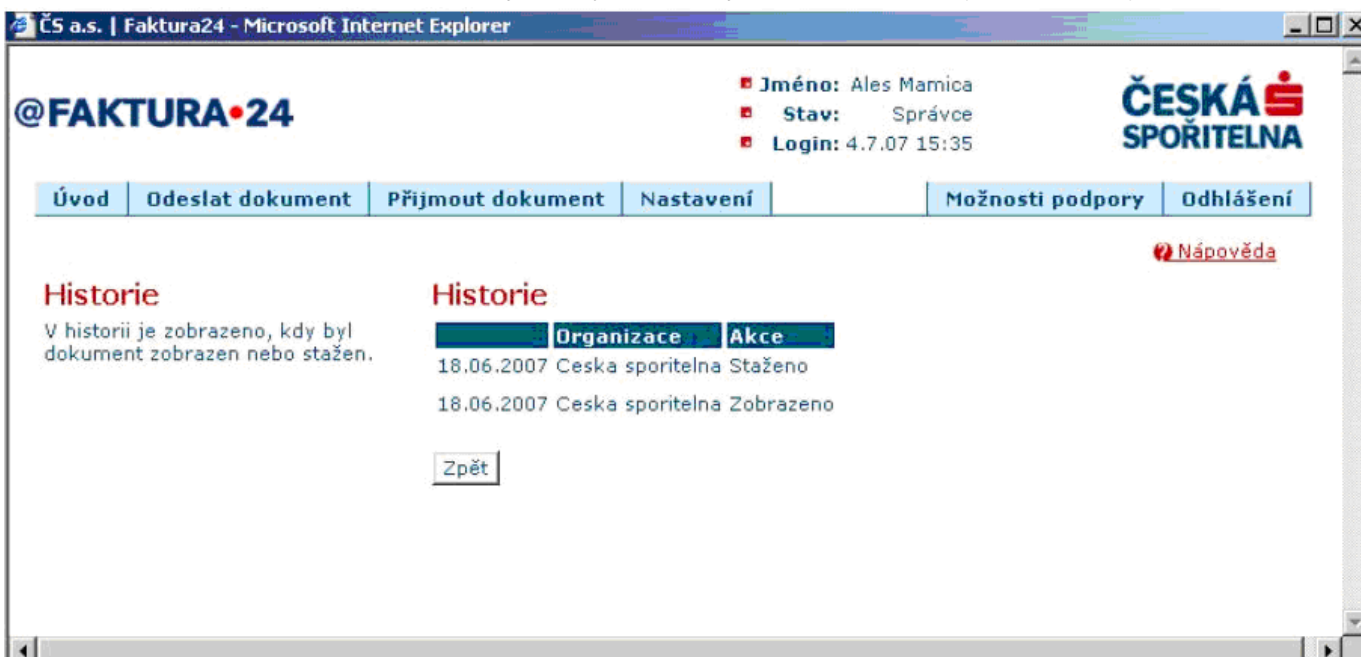 ČS a.s. | Faktura24 - Microsoft Internet Explorer
@FAKTURA•24
Jméno: Ales Mamica
Stav: Správce
Login: 4.7.07 15:35
ČESKÁ
SPOŘITELNA
Úvod Odeslat dokument Přijmout dokument Nastavení Možnosti podpory Odhlášení
Nápověda
Historie
V historii je zobrazeno, kdy byl
dokument zobrazen nebo stažen.
Historie
Organizace Akce
18.06.2007 Ceska sporitelna Staženo
18.06.2007 Ceska sporitelna Zobrazeno
Zpět